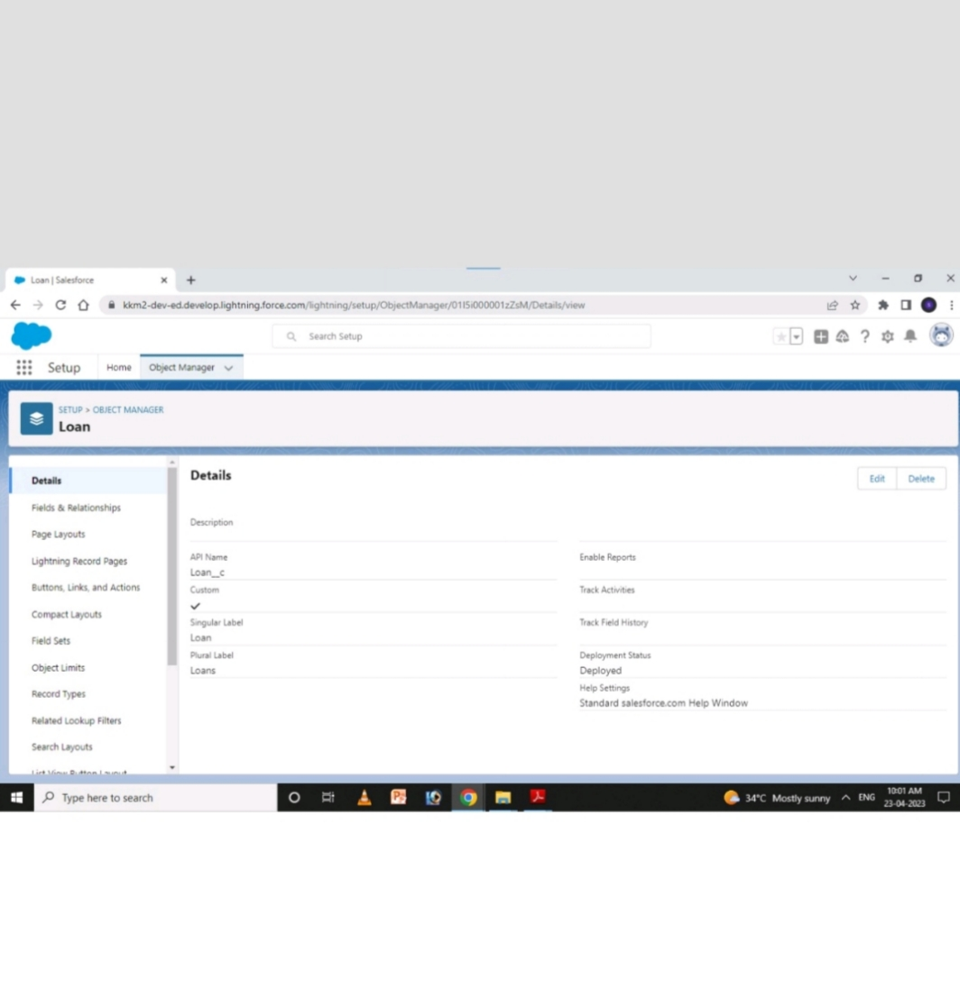 Loan | Salesforce
kkm2-dev-ed.develop.lightning.force.com/lightning/setup/ObjectManager/01I5i000001zZsM/Details/view
Search Setup
Setup
Home
Object Manager
SETUP > OBJECT MANAGER
Loan
Details
Fields & Relationships
Page Layouts
Lightning Record Pages
Buttons, Links, and Actions
Compact Layouts
Field Sets
Object Limits
Record Types
Related Lookup Filters
Search Layouts
List View Button Layout
Details
Edit
Delete
Description
API Name
Loan__c
Custom
Singular Label
Loan
Plural Label
Loans
Enable Reports
Track Activities
Track Field History
Deployment Status
Deployed
Help Settings
Standard salesforce.com Help Window
Type here to search
34°C Mostly sunny
ENG
10:01 AM
23-04-2023